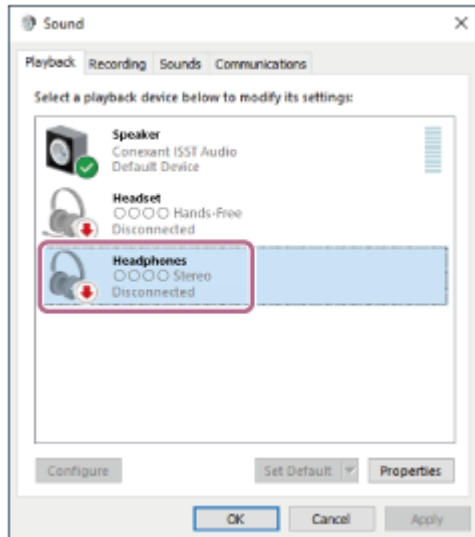 Sound
Playback Recording Sounds Communications
Select a playback device below to modify its settings:
Speaker
Conexant ISST Audio
Default Device
Headset
○○○○ Hands-Free
Disconnected
Headphones
○○○○ Stereo
Disconnected
Configure Set Default Properties
OK Cancel Apply